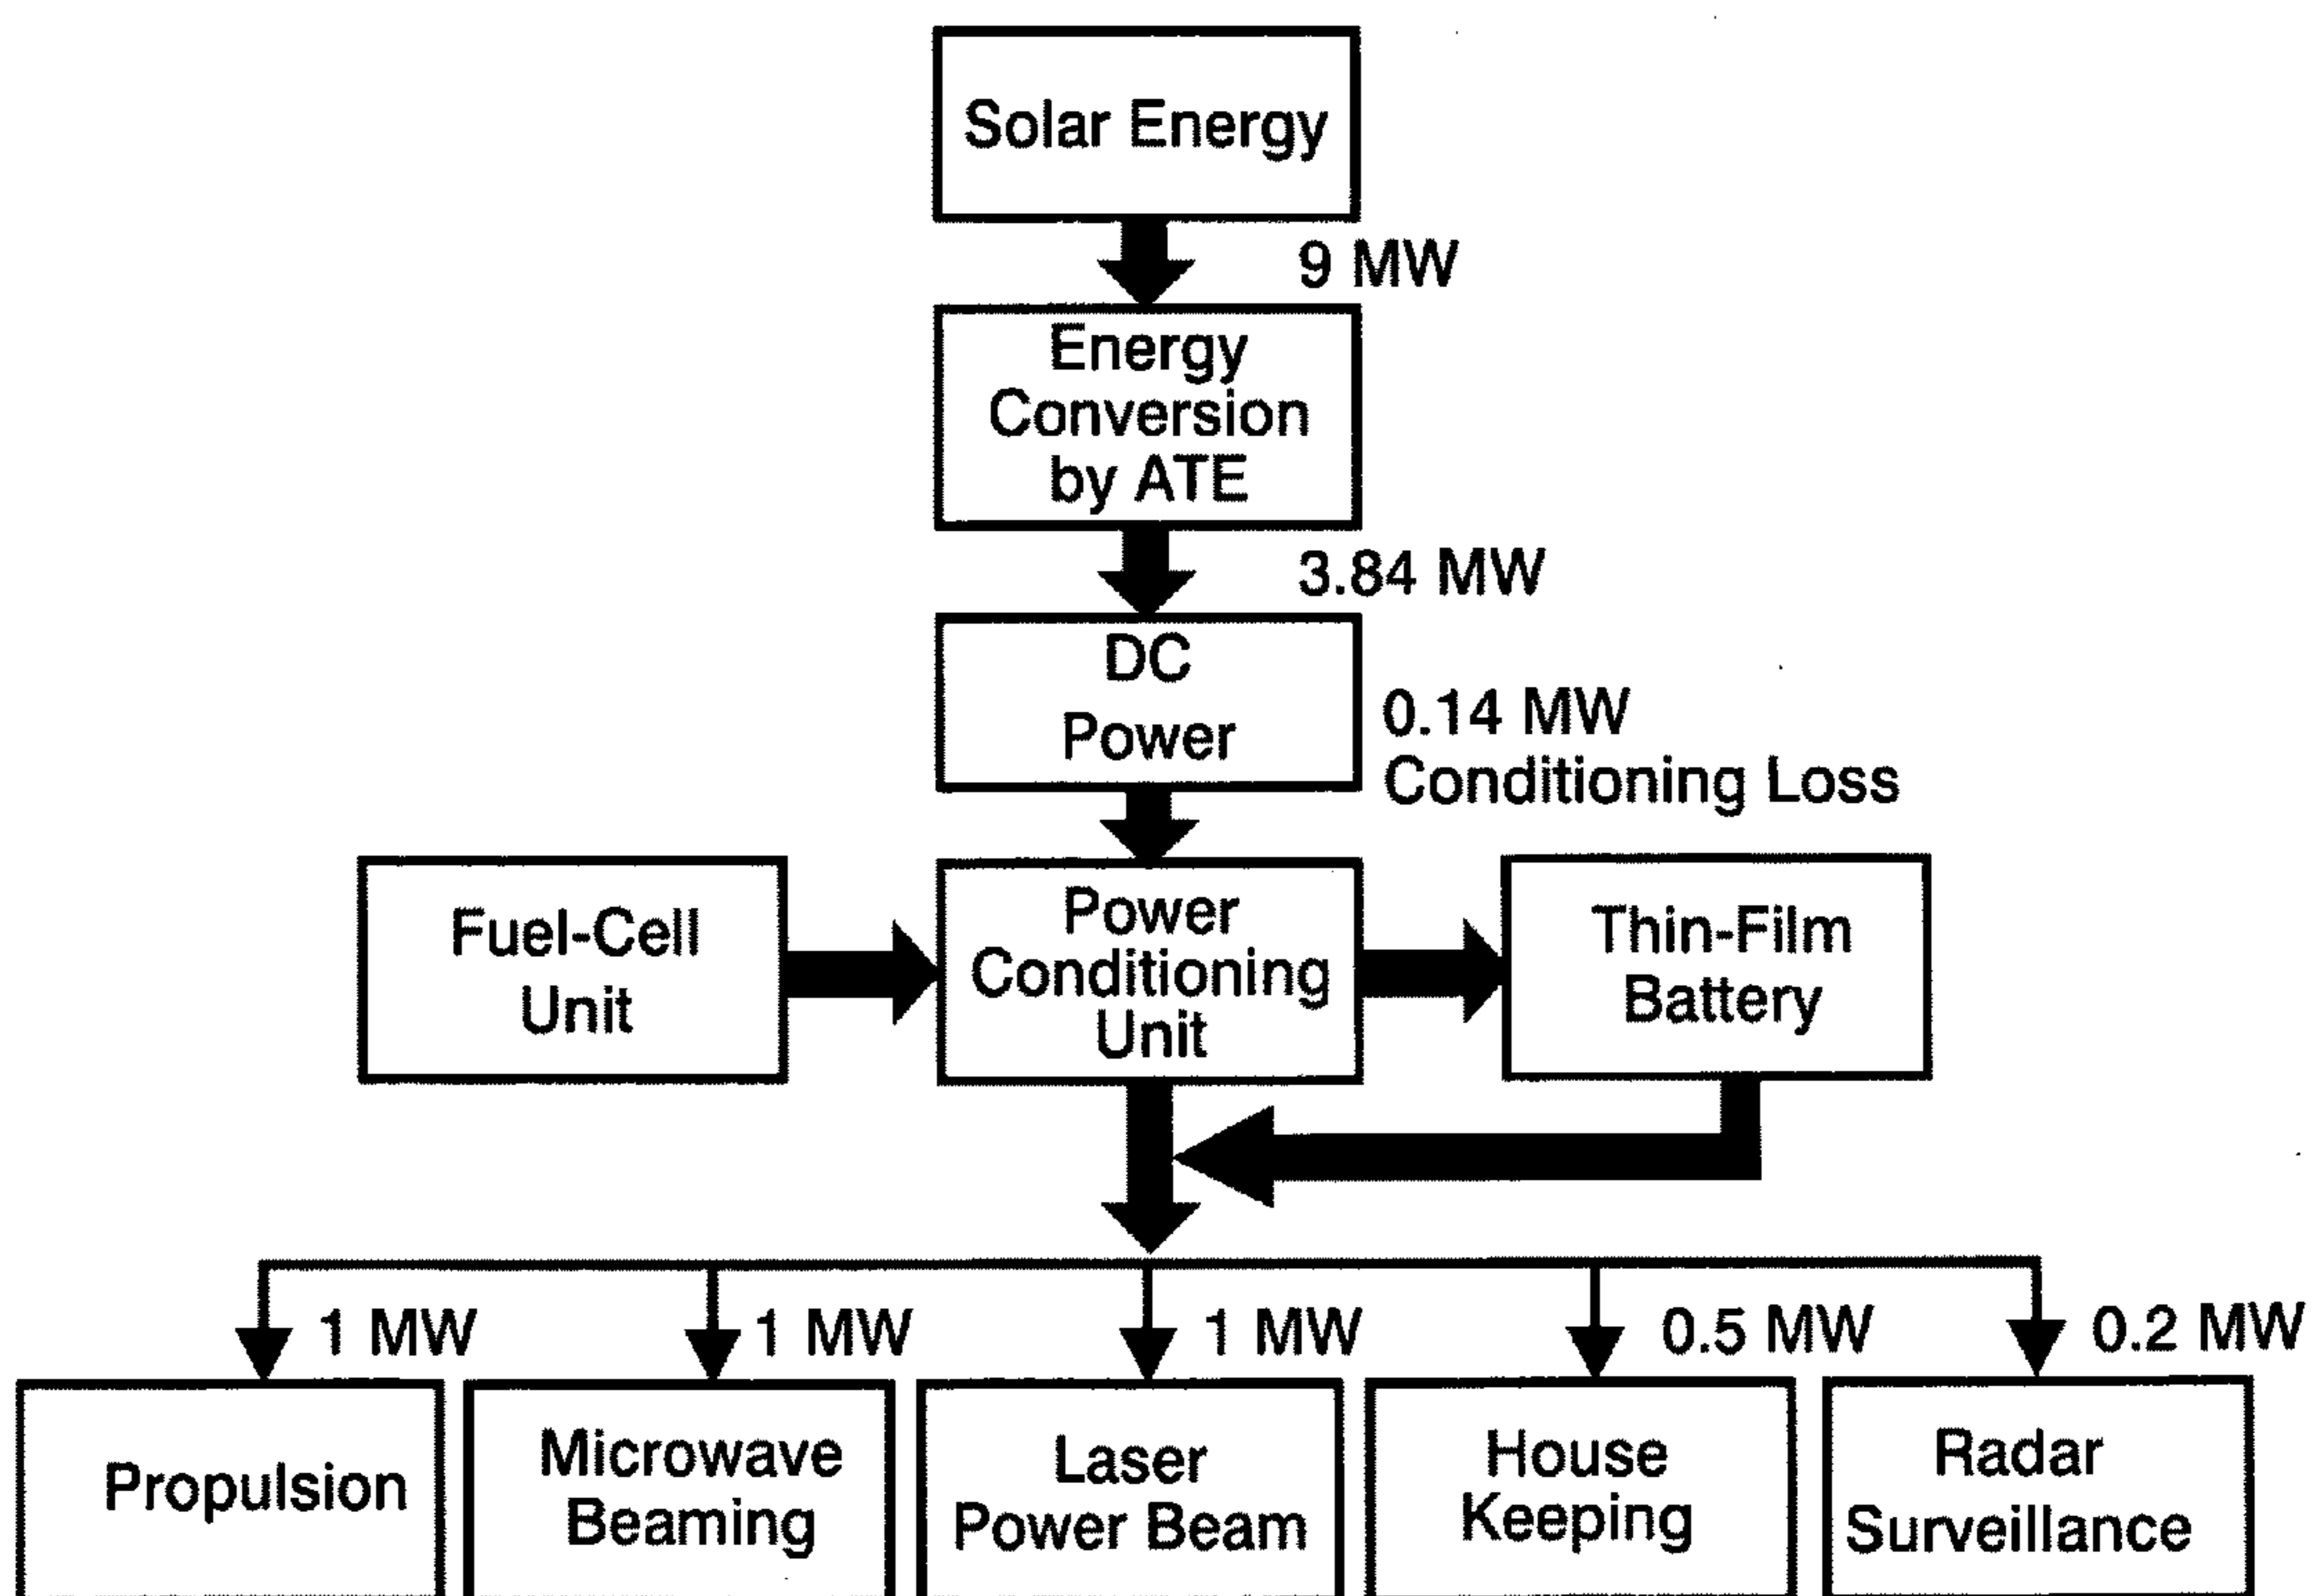 Solar Energy
9 MW
Energy
Conversion
by ATE
3.84 MW
DC
Power
0.14 MW
Conditioning Loss
Fuel-Cell
Unit
Power
Conditioning
Unit
Thin-Film
Battery
1 MW
1 MW
1 MW
0.5 MW
0.2 MW
Propulsion
Microwave
Beaming
Laser
Power Beam
House
Keeping
Radar
Surveillance